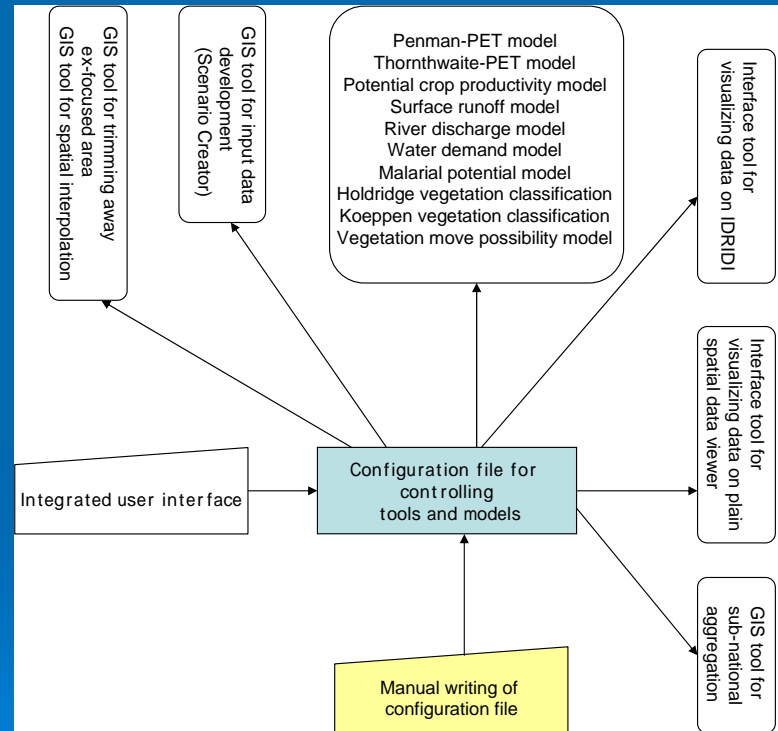 GIS tool for trimming away
ex-focused area
GIS tool for spatial interpolation
GIS tool for input data
development
(Scenario Creator)
Penman-PET model
Thornthwaite-PET model
Potential crop productivity model
Surface runoff model
River discharge model
Water demand model
Malarial potential model
Holdridge vegetation classification
Koeppen vegetation classification
Vegetation move possibility model
Interface tool for
visualizing data on IDRIDI
Interface tool for
visualizing data on plain
spatial data viewer
Integrated user interface
Configuration file for
controlling
tools and models
GIS tool for
sub-national
aggregation
Manual writing of
configuration file